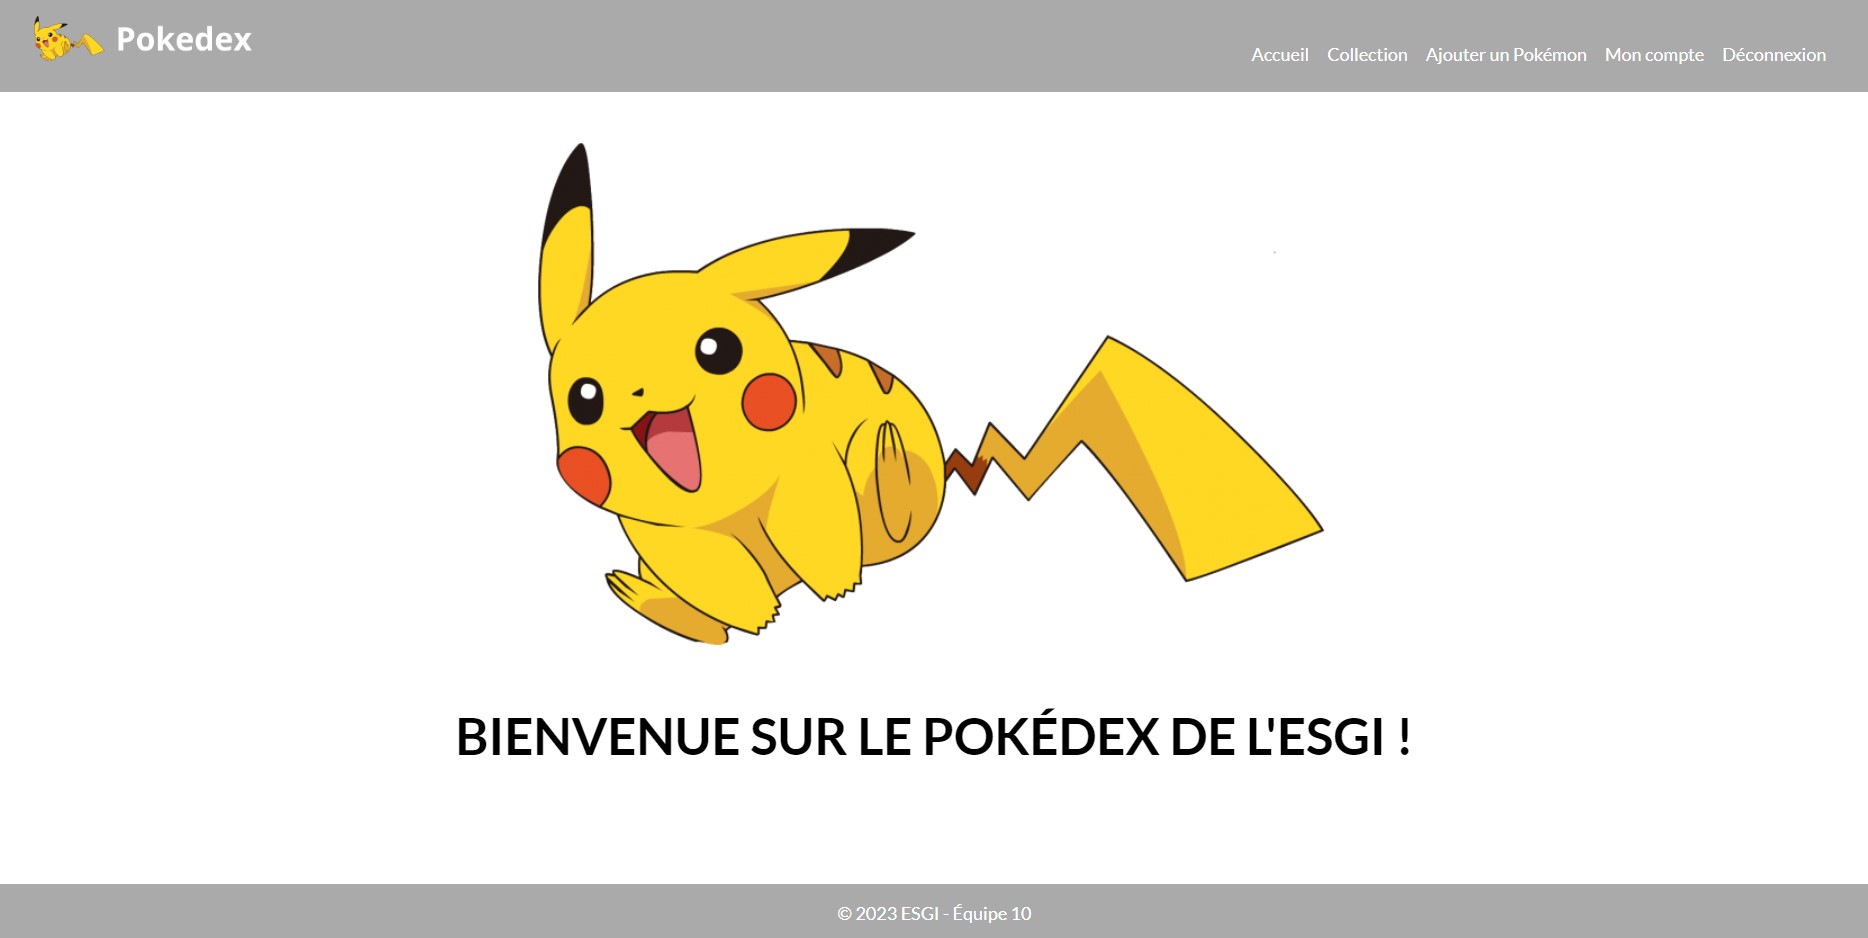 Pokedex
Accueil Collection Ajouter un Pokémon Mon compte Déconnexion
BIENVENUE SUR LE POKÉDEX DE L'ESGI !
© 2023 ESGI - Équipe 10